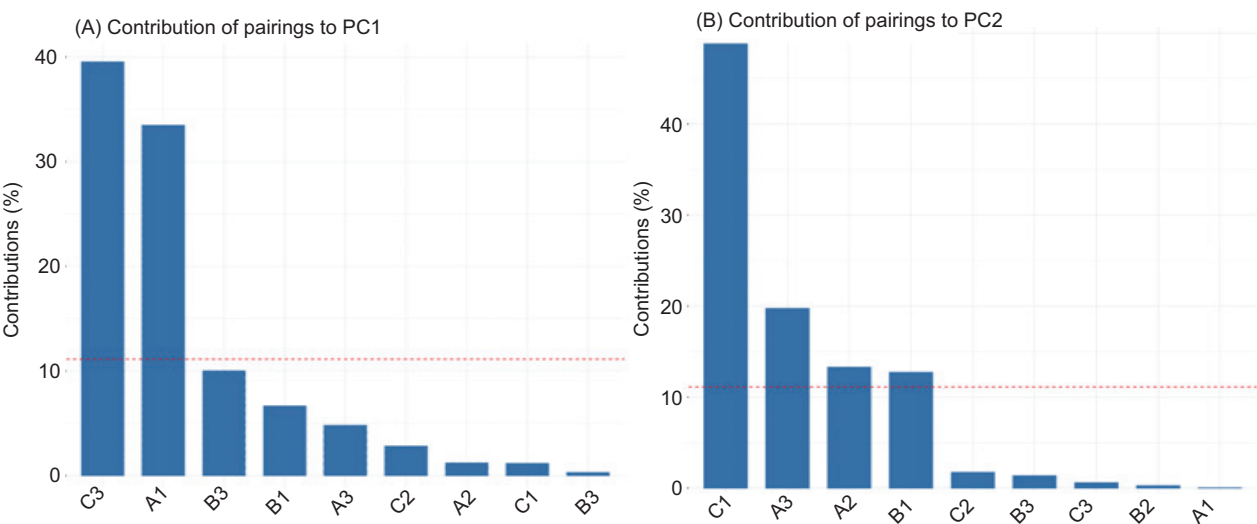 (A) Contribution of pairings to PC1
Contributions (%)
40
30
20
10
0
C3 A1 B3 B1 A3 C2 A2 C1 B3
(B) Contribution of pairings to PC2
Contributions (%)
40
30
20
10
0
C1 A3 A2 B1 C2 B3 C3 B2 A1